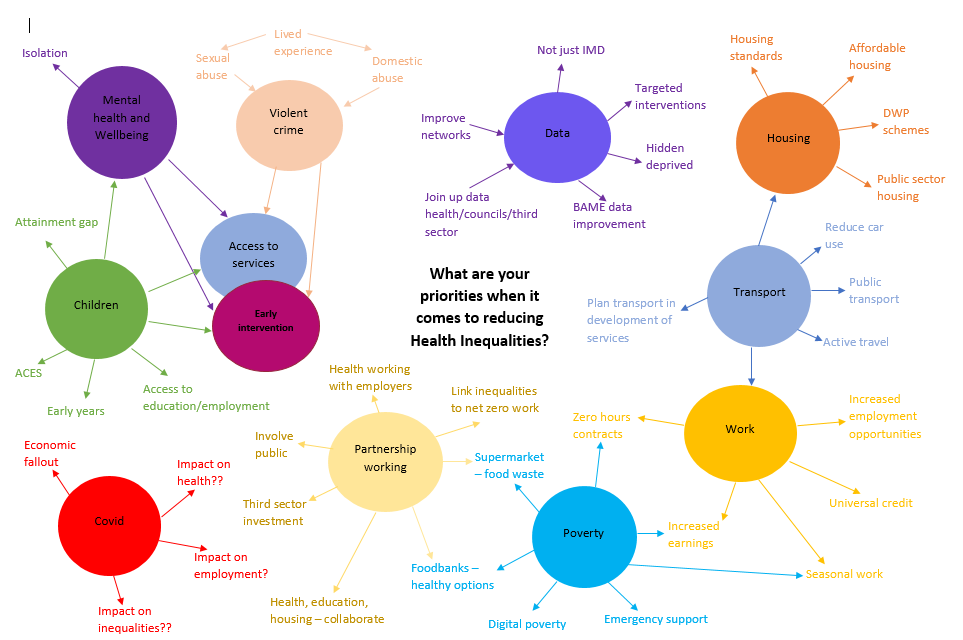 Isolation
Mental
health and
Wellbeing
Lived
experience
Sexual
abuse
Domestic
abuse
Violent
crime
Not just IMD
Targeted
interventions
Improve
networks
Data
Hidden
deprived
Join up data
health/councils/third
sector
BAME data
improvement
Housing
standards
Affordable
housing
DWP
schemes
Housing
Public sector
housing
Attainment gap
Children
ACES
Early years
Access to
education/employment
Access to
services
Early
intervention
What are your
priorities when it
comes to reducing
Health Inequalities?
Reduce car
use
Transport
Public
transport
Plan transport in
development of
services
Active travel
Health working
with employers
Link inequalities
to net zero work
Involve
public
Partnership
working
Supermarket
– food waste
Third sector
investment
Foodbanks –
healthy options
Health, education,
housing – collaborate
Zero hours
contracts
Work
Increased
employment
opportunities
Universal credit
Increased
earnings
Seasonal work
Economic
fallout
Impact on
health??
Covid
Impact on
employment?
Impact on
inequalities??
Poverty
Digital poverty
Emergency support